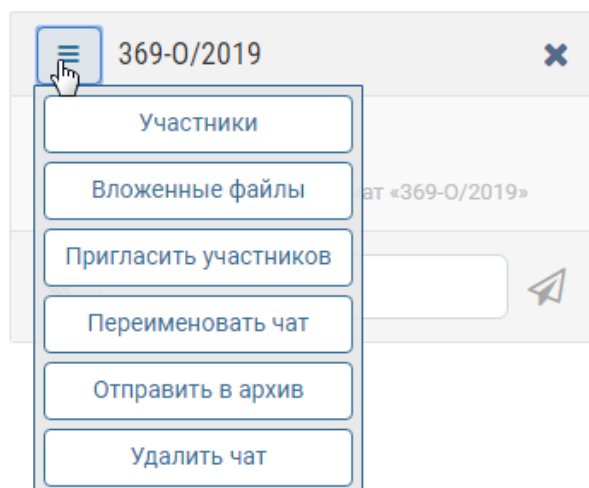 369-О/2019
Участники
Вложенные файлы
ат «369-О/2019»
Пригласить участников
Переименовать чат
Отправить в архив
Удалить чат